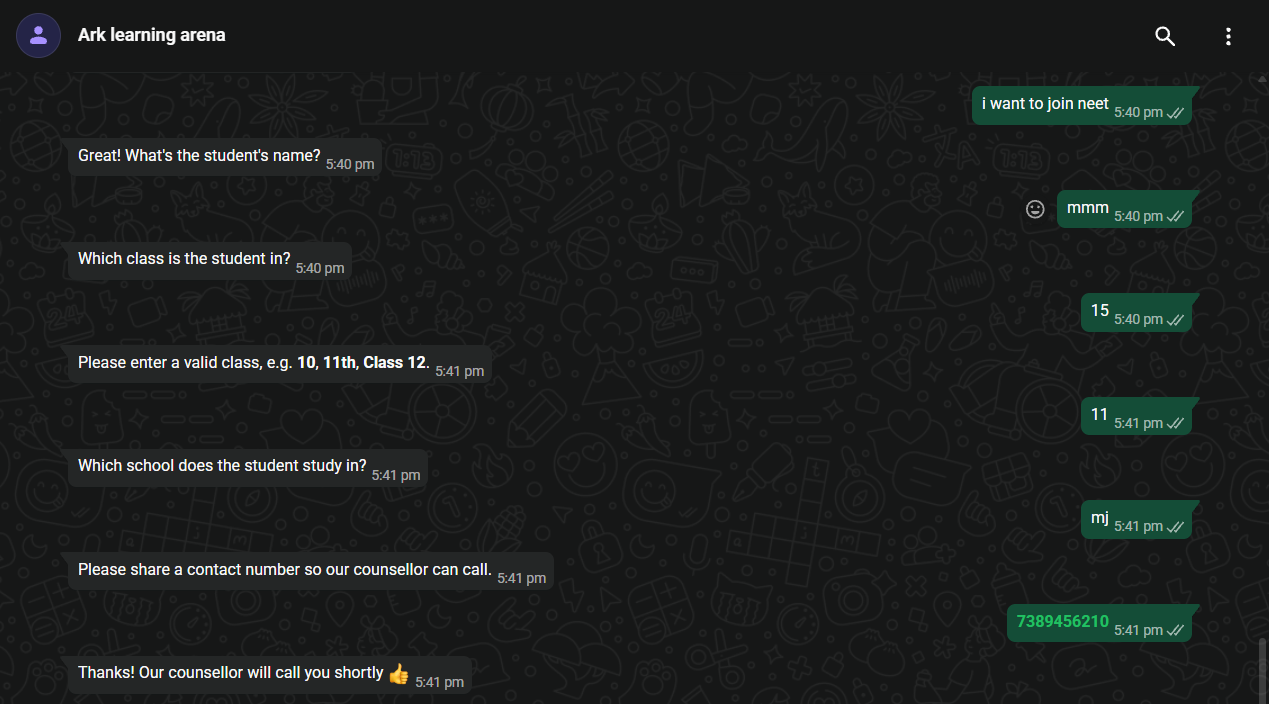 Ark learning arena
i want to join neet 5:40 pm
Great! What's the student's name? 5:40 pm
mmm 5:40 pm
Which class is the student in? 5:40 pm
15 5:40 pm
Please enter a valid class, e.g. 10, 11th, Class 12. 5:41 pm
11 5:41 pm
Which school does the student study in? 5:41 pm
mj 5:41 pm
Please share a contact number so our counsellor can call. 5:41 pm
7389456210 5:41 pm
Thanks! Our counsellor will call you shortly 👍 5:41 pm